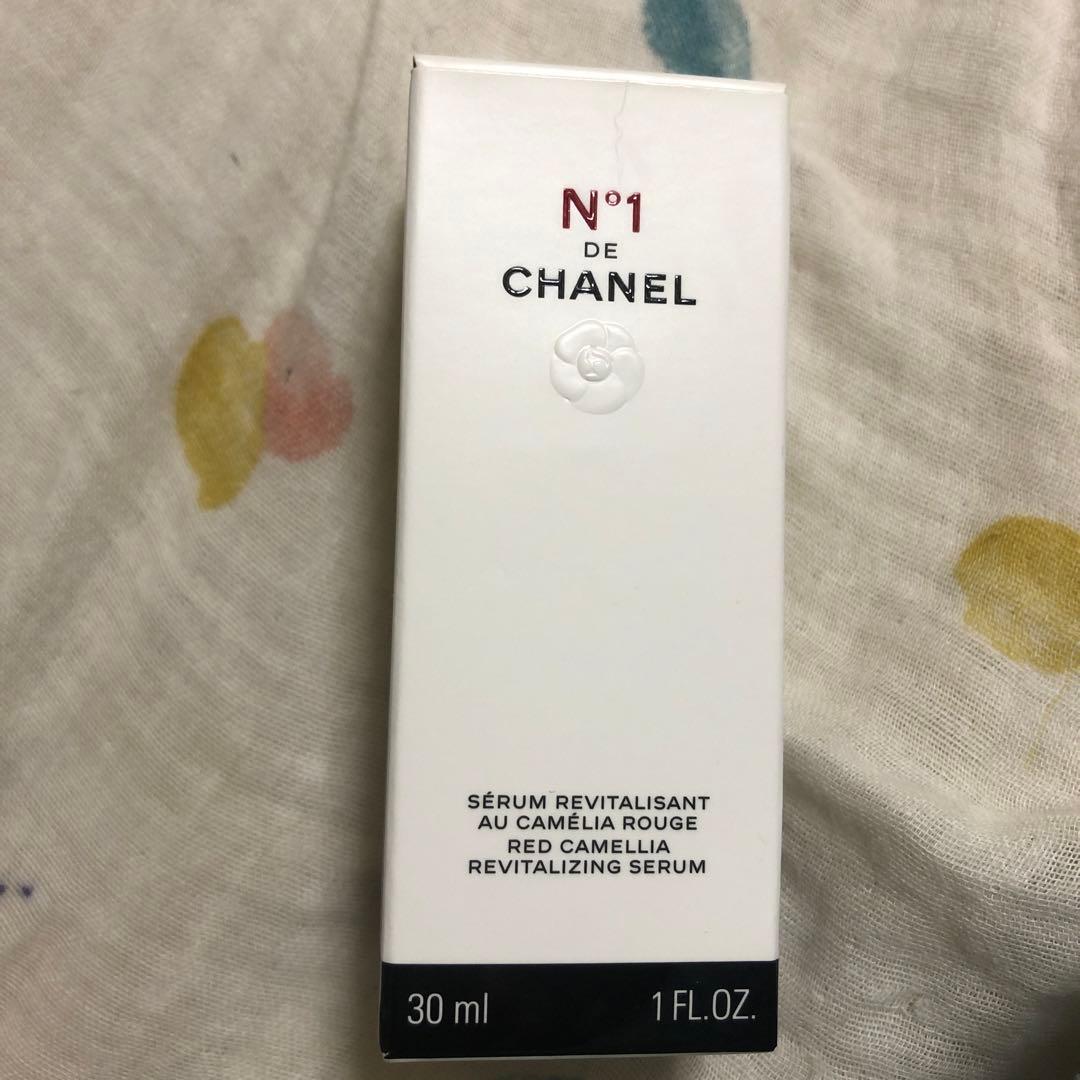 N°1
DE
CHANEL
SÉRUM REVITALISANT
AU CAMÉLIA ROUGE
RED CAMELLIA
REVITALIZING SERUM
30 ml 1 FL.OZ.